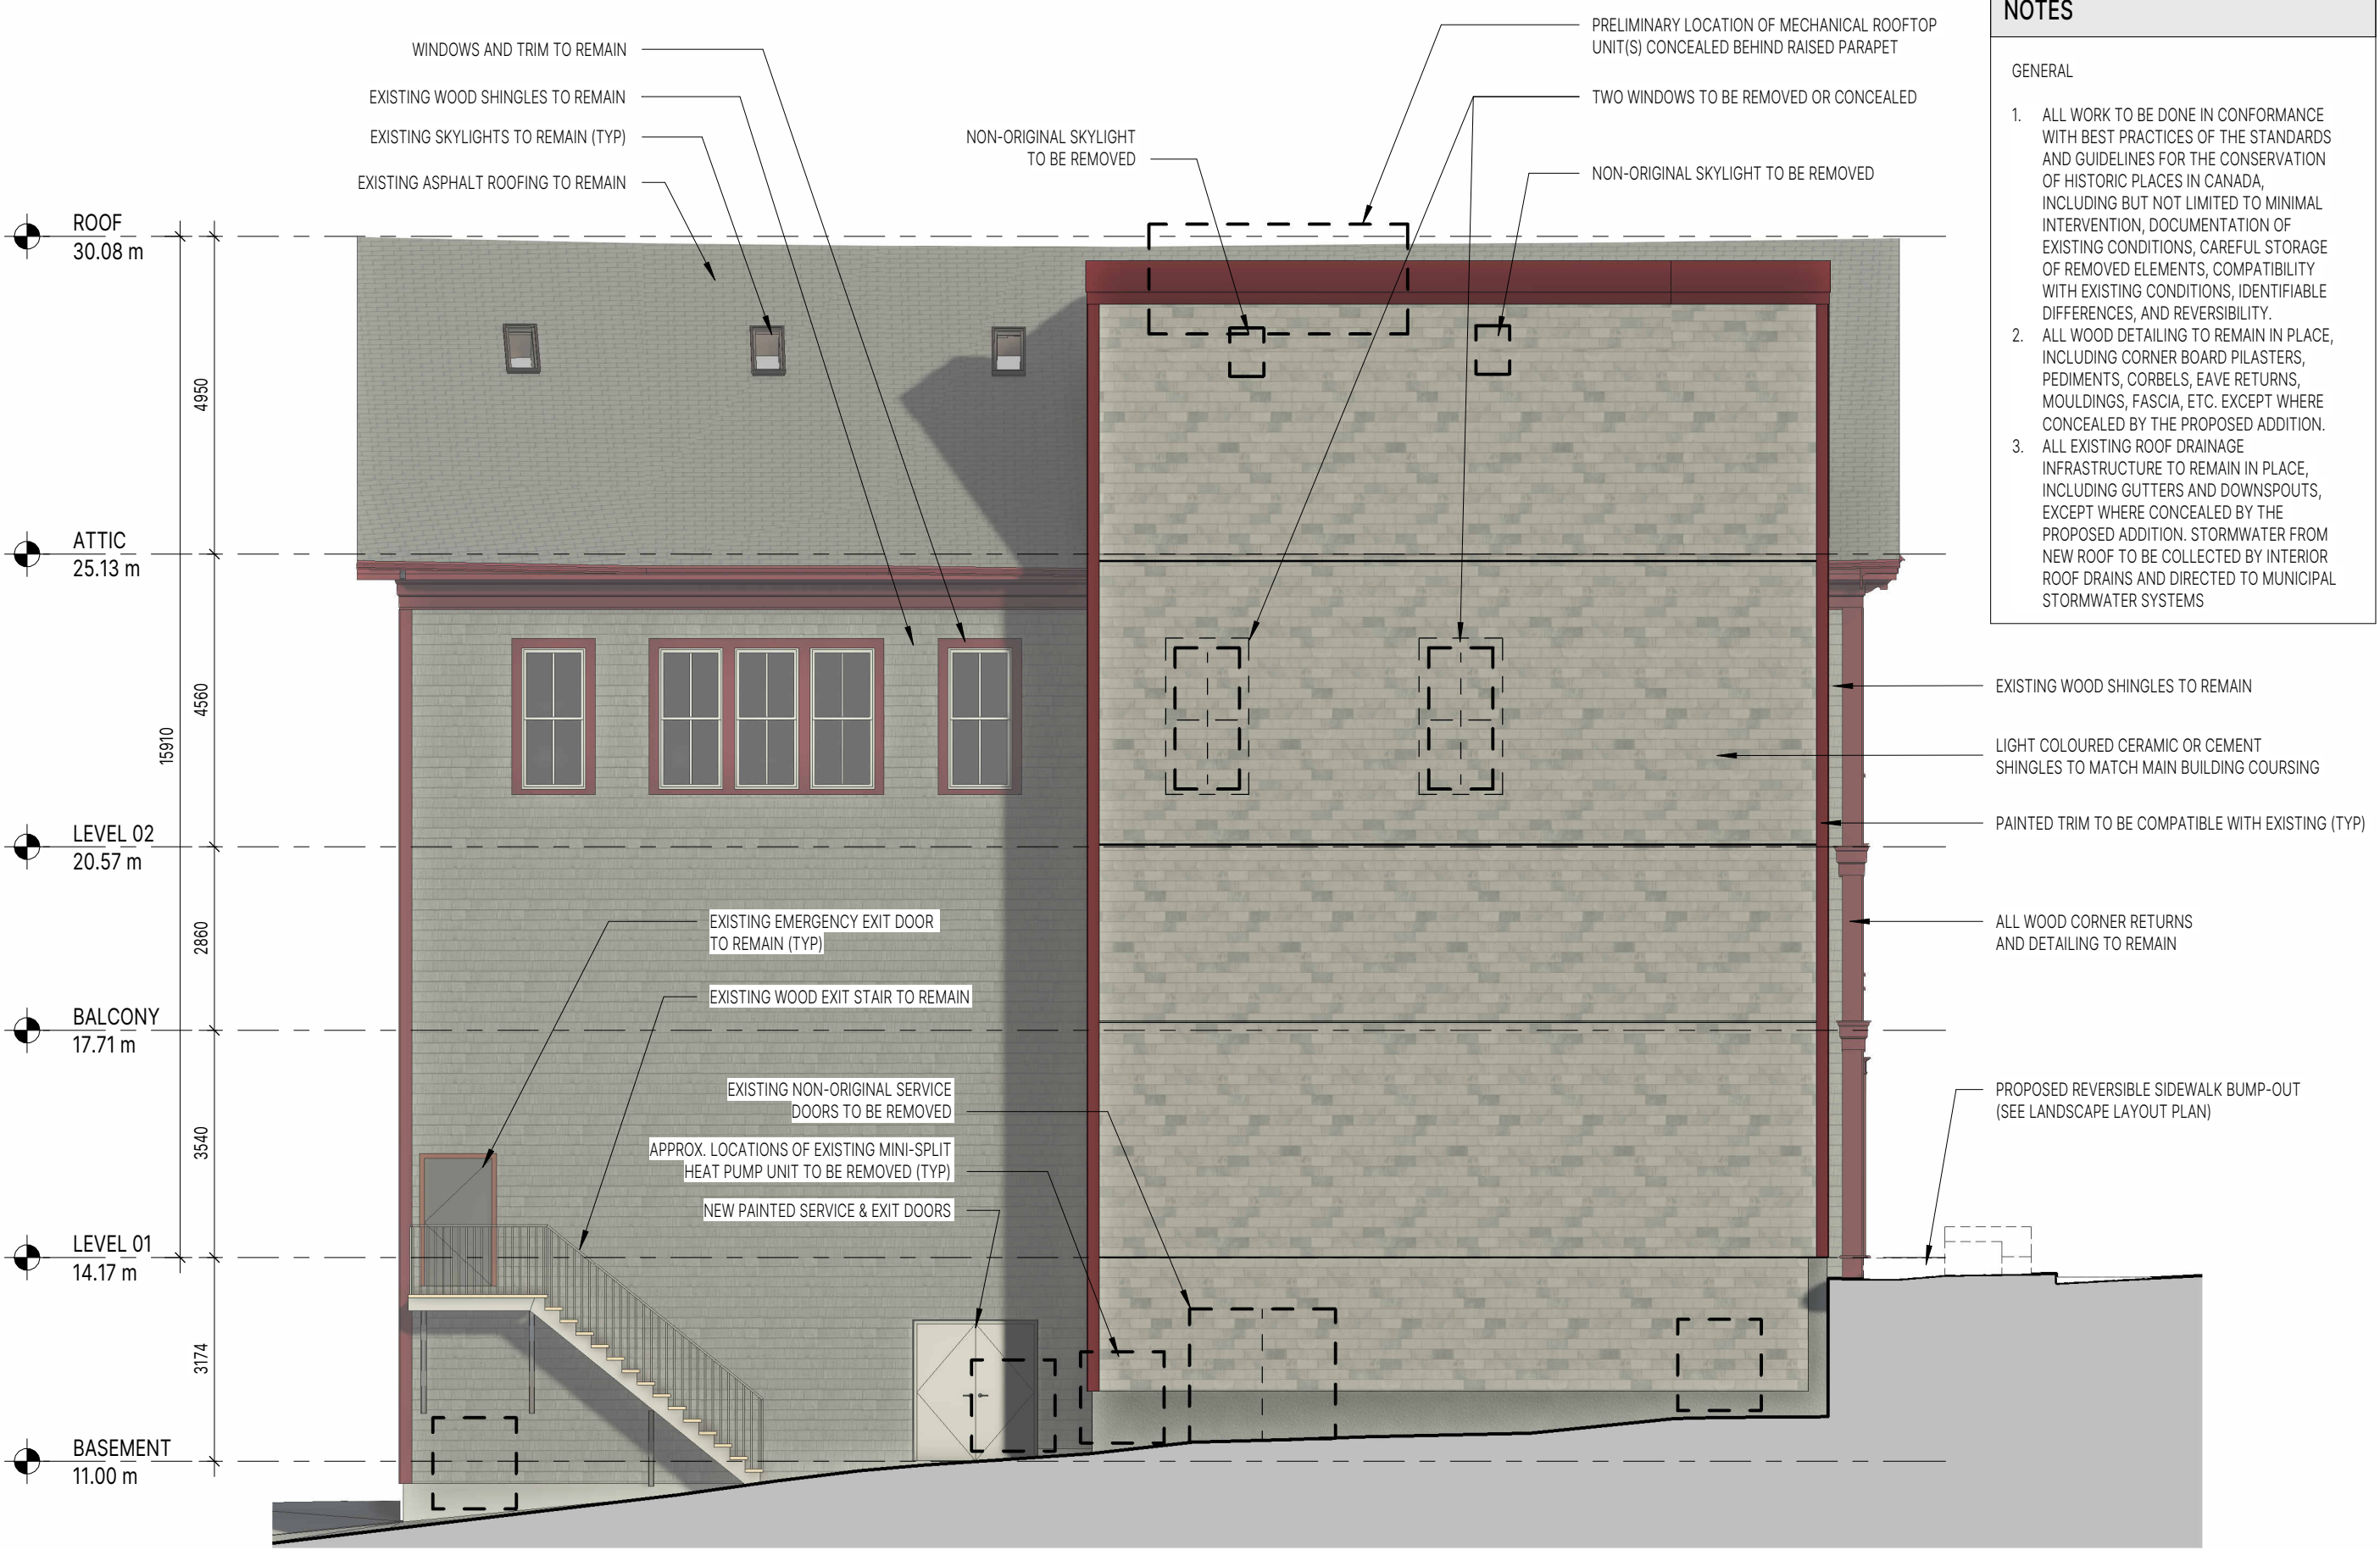 WINDOWS AND TRIM TO REMAIN
EXISTING WOOD SHINGLES TO REMAIN
EXISTING SKYLIGHTS TO REMAIN (TYP)
EXISTING ASPHALT ROOFING TO REMAIN
NON-ORIGINAL SKYLIGHT
TO BE REMOVED
PRELIMINARY LOCATION OF MECHANICAL ROOFTOP
UNIT(S) CONCEALED BEHIND RAISED PARAPET
TWO WINDOWS TO BE REMOVED OR CONCEALED
NON-ORIGINAL SKYLIGHT TO BE REMOVED
NOTES
GENERAL
1. ALL WORK TO BE DONE IN CONFORMANCE
WITH BEST PRACTICES OF THE STANDARDS
AND GUIDELINES FOR THE CONSERVATION
OF HISTORIC PLACES IN CANADA,
INCLUDING BUT NOT LIMITED TO MINIMAL
INTERVENTION, DOCUMENTATION OF
EXISTING CONDITIONS, CAREFUL STORAGE
OF REMOVED ELEMENTS, COMPATIBILITY
WITH EXISTING CONDITIONS, IDENTIFIABLE
DIFFERENCES, AND REVERSIBILITY.
2. ALL WOOD DETAILING TO REMAIN IN PLACE,
INCLUDING CORNER BOARD PILASTERS,
PEDIMENTS, CORBELS, EAVE RETURNS,
MOULDINGS, FASCIA, ETC. EXCEPT WHERE
CONCEALED BY THE PROPOSED ADDITION.
3. ALL EXISTING ROOF DRAINAGE
INFRASTRUCTURE TO REMAIN IN PLACE,
INCLUDING GUTTERS AND DOWNSPOUTS,
EXCEPT WHERE CONCEALED BY THE
PROPOSED ADDITION. STORMWATER FROM
NEW ROOF TO BE COLLECTED BY INTERIOR
ROOF DRAINS AND DIRECTED TO MUNICIPAL
STORMWATER SYSTEMS
ROOF
30.08 m
4950
ATTIC
25.13 m
4560
15910
LEVEL 02
20.57 m
2860
BALCONY
17.71 m
3540
LEVEL 01
14.17 m
3174
BASEMENT
11.00 m
EXISTING EMERGENCY EXIT DOOR
TO REMAIN (TYP)
EXISTING WOOD EXIT STAIR TO REMAIN
EXISTING NON-ORIGINAL SERVICE
DOORS TO BE REMOVED
APPROX. LOCATIONS OF EXISTING MINI-SPLIT
HEAT PUMP UNIT TO BE REMOVED (TYP)
NEW PAINTED SERVICE & EXIT DOORS
EXISTING WOOD SHINGLES TO REMAIN
LIGHT COLOURED CERAMIC OR CEMENT
SHINGLES TO MATCH MAIN BUILDING COURSING
PAINTED TRIM TO BE COMPATIBLE WITH EXISTING (TYP)
ALL WOOD CORNER RETURNS
AND DETAILING TO REMAIN
PROPOSED REVERSIBLE SIDEWALK BUMP-OUT
(SEE LANDSCAPE LAYOUT PLAN)